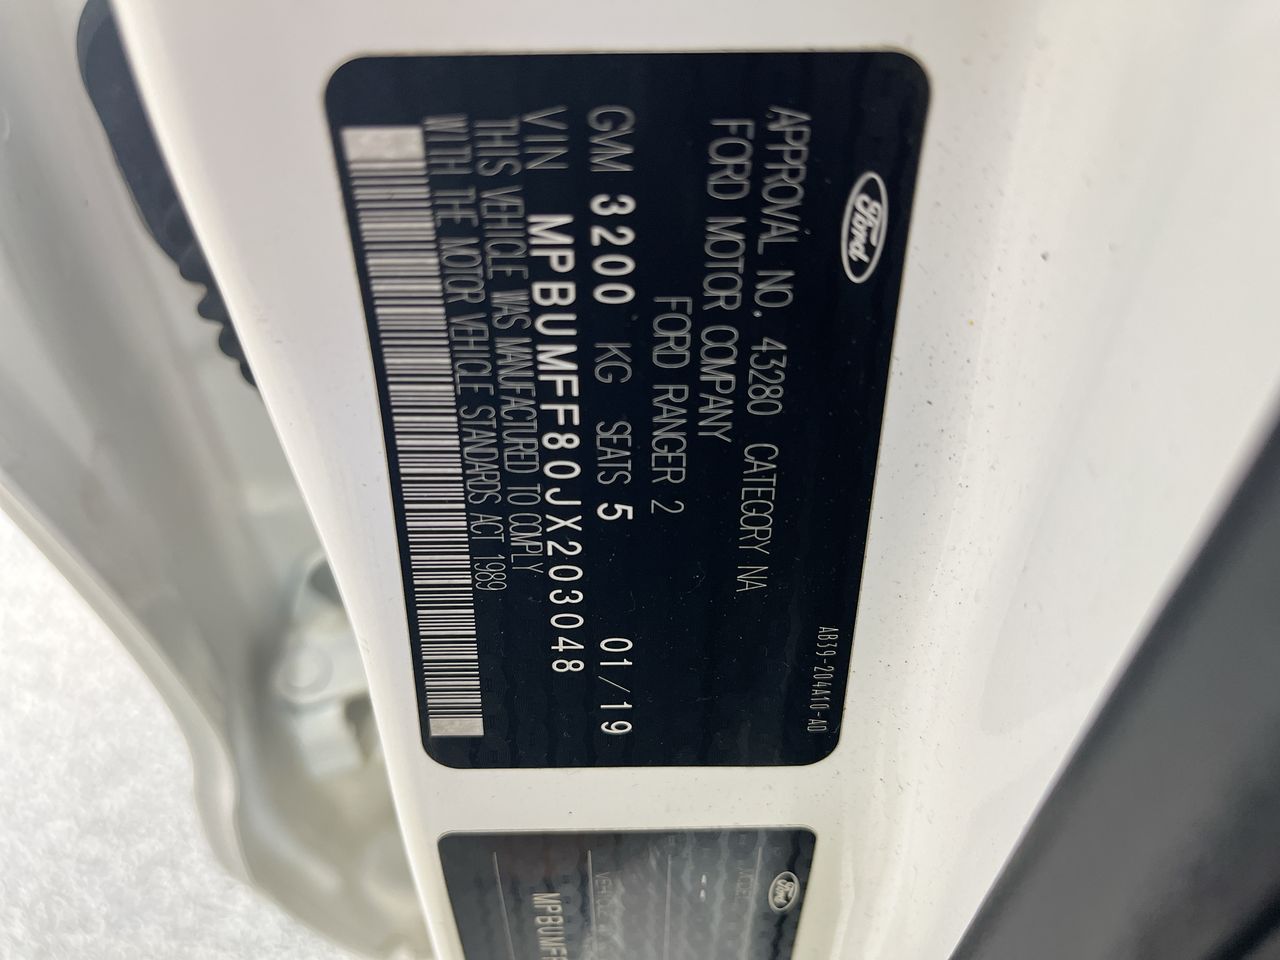 Ford
AB39-204A10-AD
APPROVAL NO. 43280 CATEGORY NA
FORD MOTOR COMPANY
FORD RANGER 2
GVM 3200 KG SEATS 5 01/19
VIN MPBUMFF80JX203048
THIS VEHICLE WAS MANUFACTURED TO COMPLY
WITH THE MOTOR VEHICLE STANDARDS ACT 1989
Ford